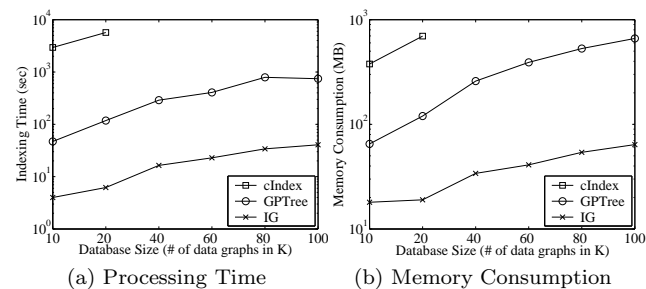 Indexing Time (sec)
10^4
10^3
10^2
10^1
10^0
cIndex
GPTree
IG
10 20 40 60 80 100
Database Size (# of data graphs in K)
(a) Processing Time
Memory Consumption (MB)
10^3
10^2
10^1
cIndex
GPTree
IG
10 20 40 60 80 100
Database Size (# of data graphs in K)
(b) Memory Consumption